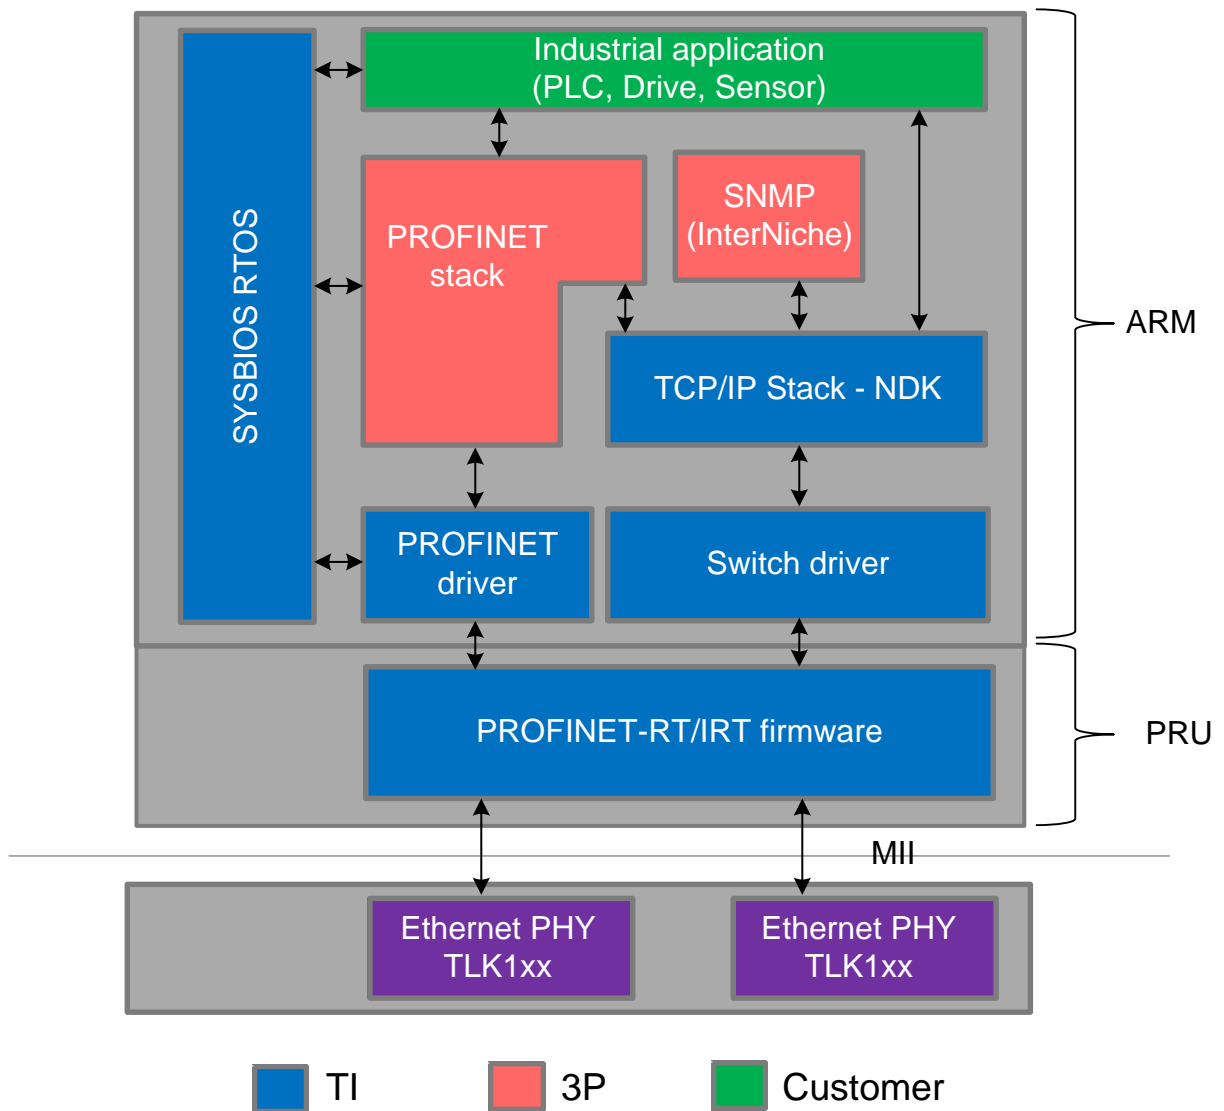 Industrial application
(PLC, Drive, Sensor)
SYSBIOS RTOS
PROFINET
stack
SNMP
(InterNiche)
ARM
TCP/IP Stack - NDK
PROFINET
driver
Switch driver
PROFINET-RT/IRT firmware
PRU
MII
Ethernet PHY
TLK1xx
Ethernet PHY
TLK1xx
TI
3P
Customer